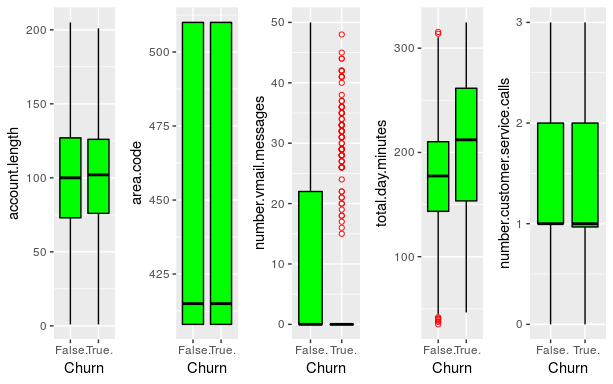 account.length
200
150
100
50
0
False.
True.
Churn
area.code
500
475
450
425
False.
True.
Churn
number.vmail.messages
50
40
30
20
10
0
False.
True.
Churn
total.day.minutes
300
200
100
False.
True.
Churn
number.customer.service.calls
3
2
1
0
False.
True.
Churn